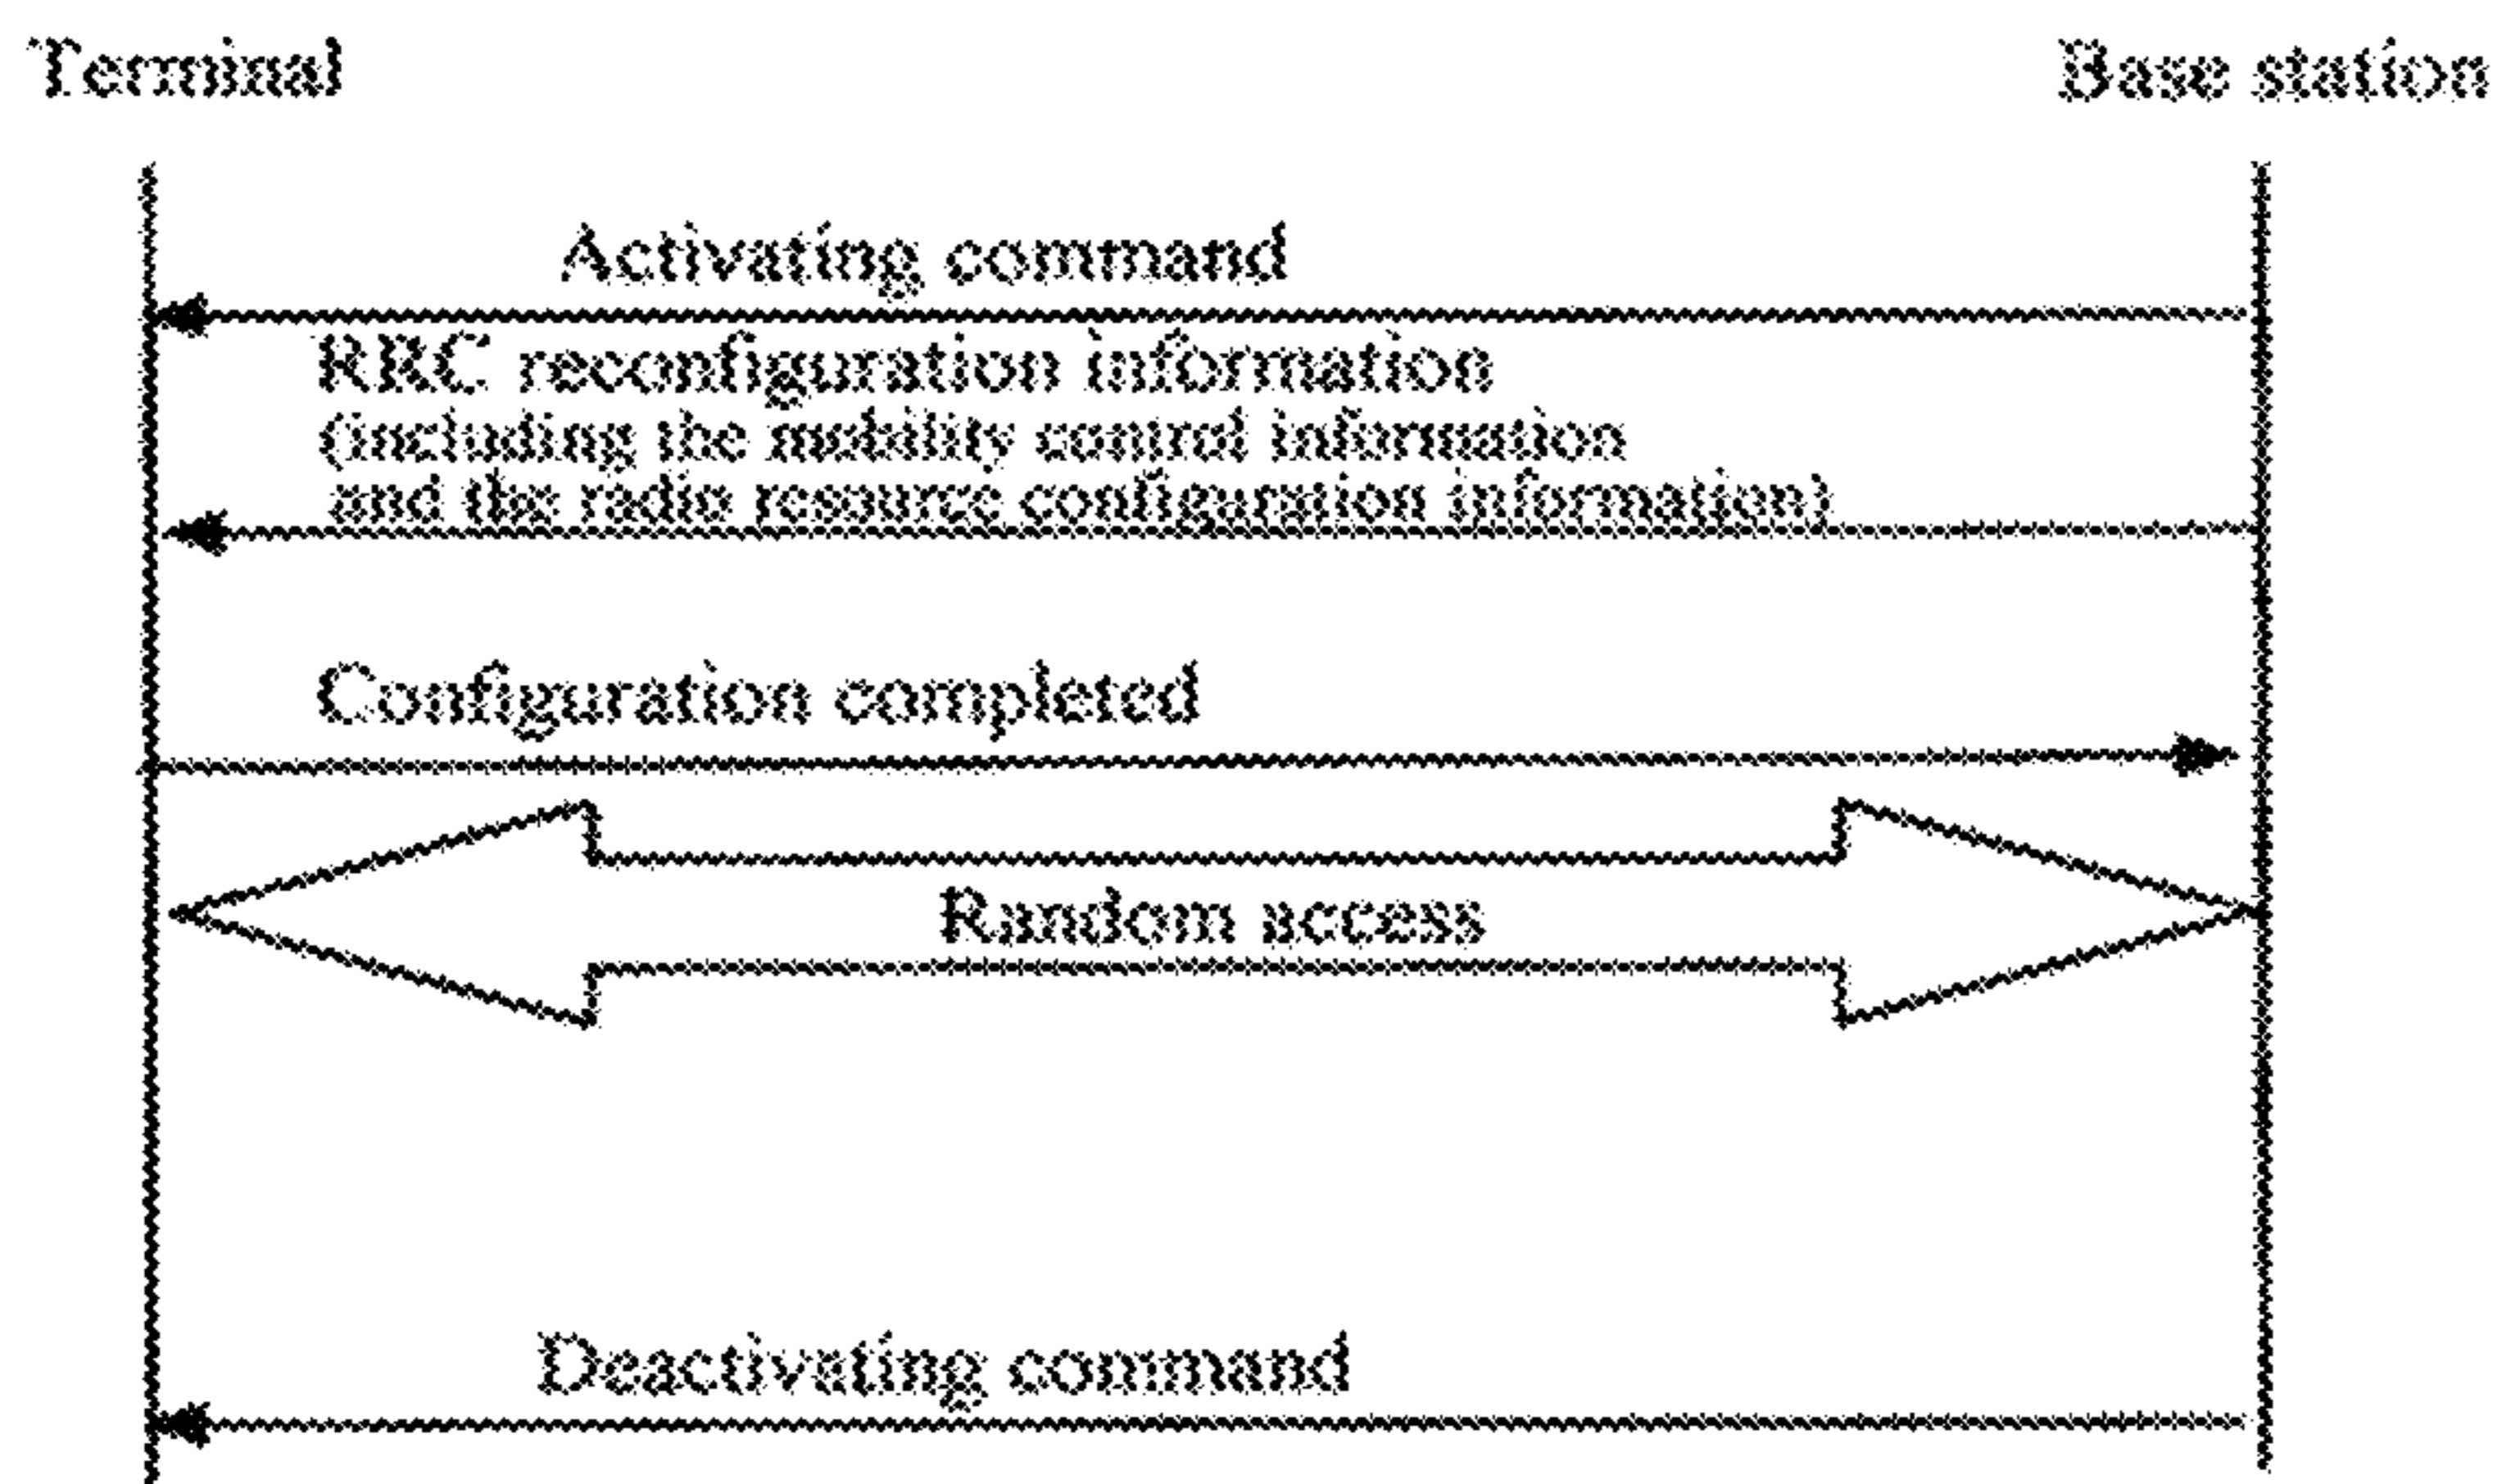 Terminal
Base station
Activating command
RRC reconfiguration information
(including the mobility control information
and the radio resource configuration information)
Configuration completed
Random access
Deactivating command